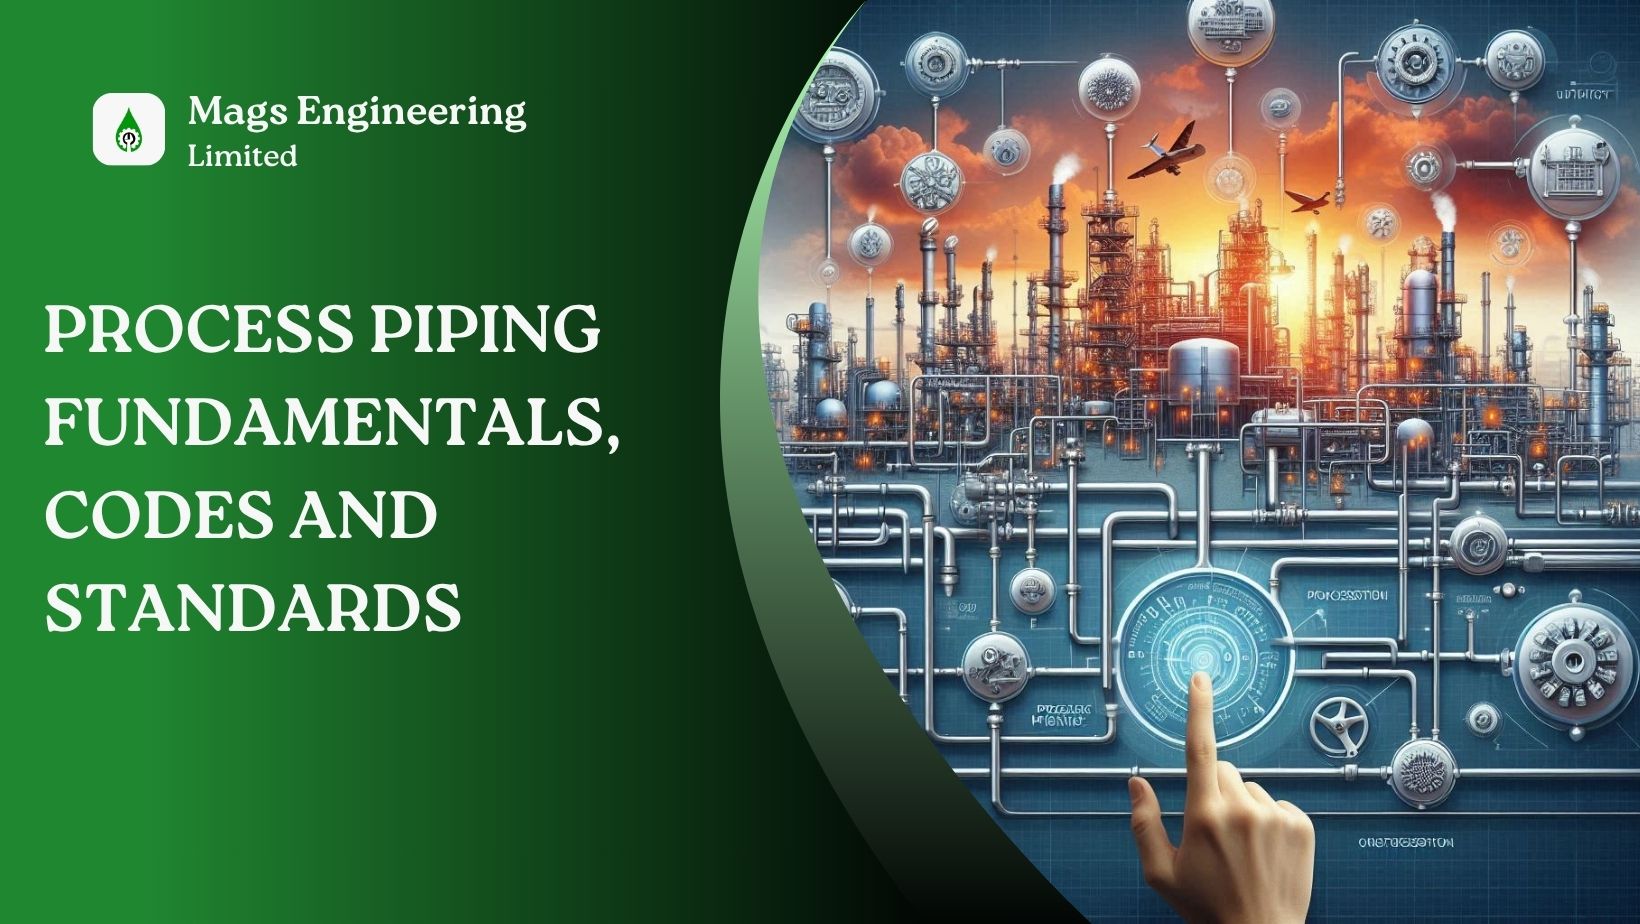 Mags Engineering
Limited
PROCESS PIPING
FUNDAMENTALS,
CODES AND
STANDARDS